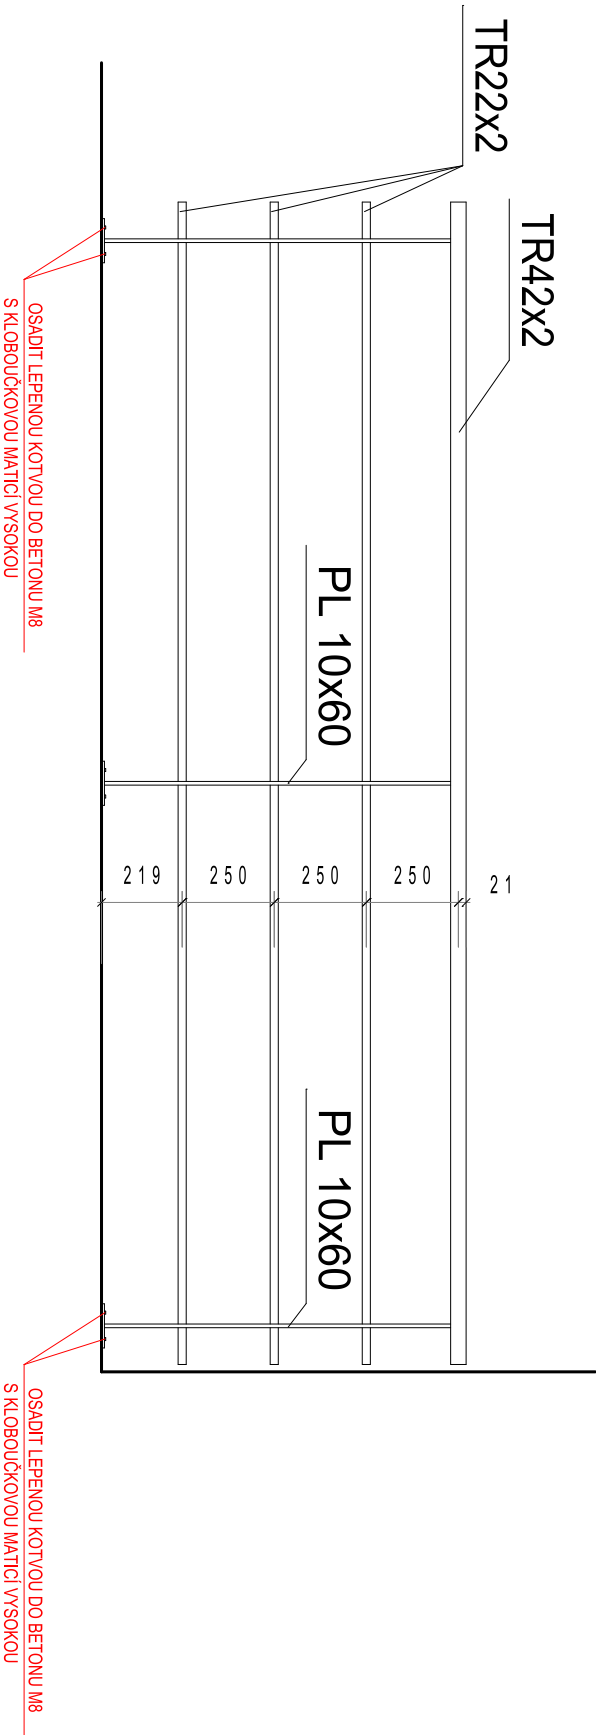 TR22x2
TR42x2
PL 10x60
PL 10x60
219
250
250
250
21
OSADIT LEPENOU KOTVOU DO BETONU M8
S KLOBOUČKOVOU MATICÍ VYSOKOU
OSADIT LEPENOU KOTVOU DO BETONU M8
S KLOBOUČKOVOU MATICÍ VYSOKOU